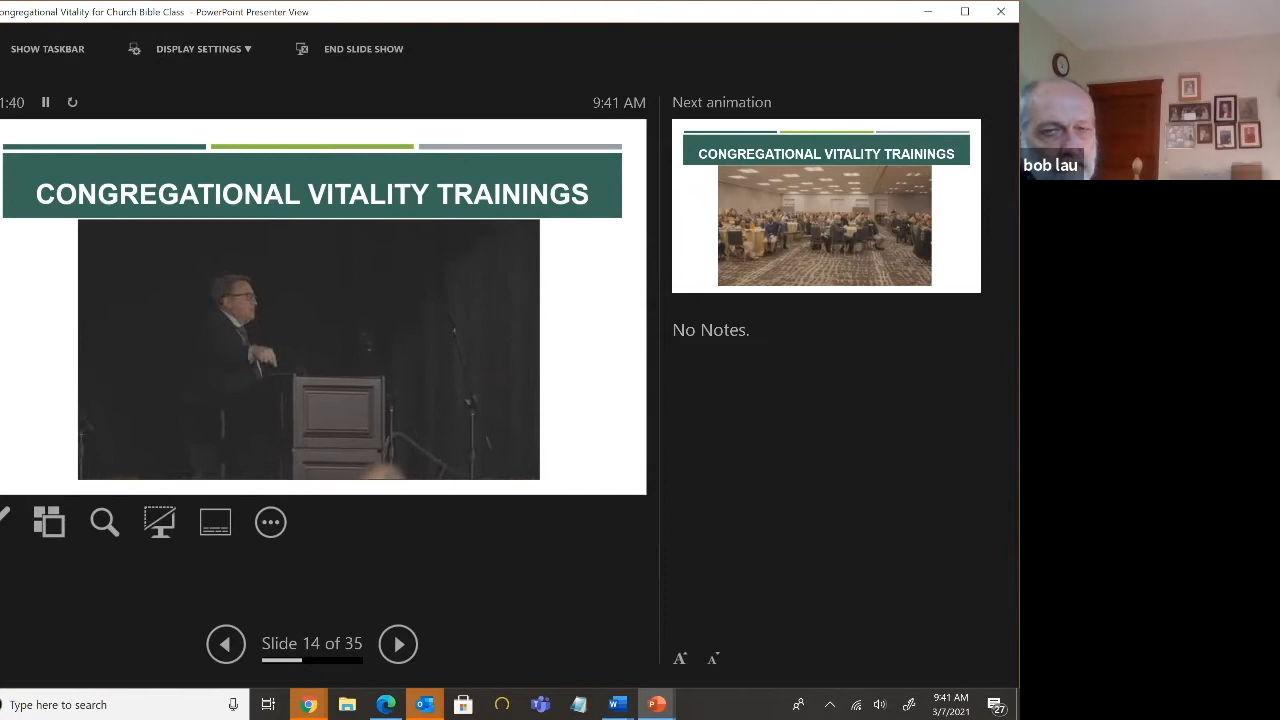 ongregational Vitality for Church Bible Class - PowerPoint Presenter View
SHOW TASKBAR
DISPLAY SETTINGS ▼
END SLIDE SHOW
1:40
9:41 AM
CONGREGATIONAL VITALITY TRAININGS
Slide 14 of 35
Next animation
CONGREGATIONAL VITALITY TRAININGS
No Notes.
A A
bob lau
Type here to search
9:41 AM
3/7/2021
27